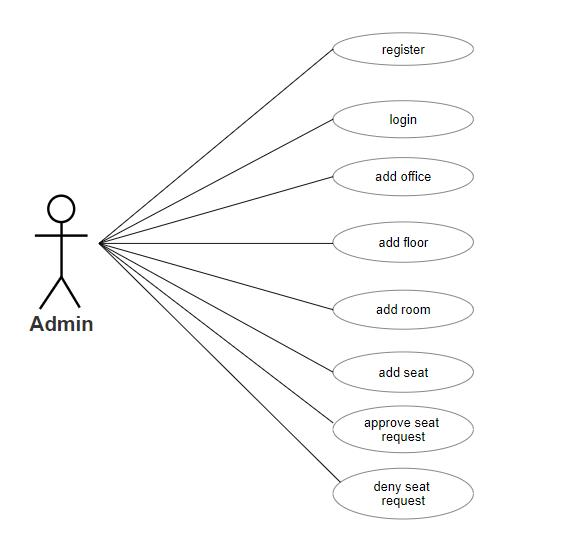 register
login
add office
add floor
Admin
add room
add seat
approve seat
request
deny seat
request